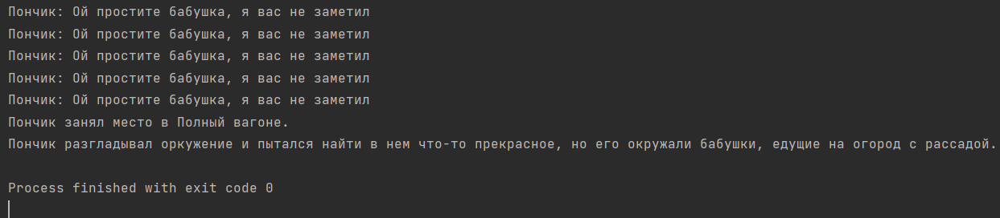 Пончик: Ой простите бабушка, я вас не заметил
Пончик: Ой простите бабушка, я вас не заметил
Пончик: Ой простите бабушка, я вас не заметил
Пончик: Ой простите бабушка, я вас не заметил
Пончик: Ой простите бабушка, я вас не заметил
Пончик занял место в Полный вагоне.
Пончик разгладывал оркужение и пытался найти в нем что-то прекрасное, но его окружали бабушки, едущие на огород с рассадой.
Process finished with exit code 0